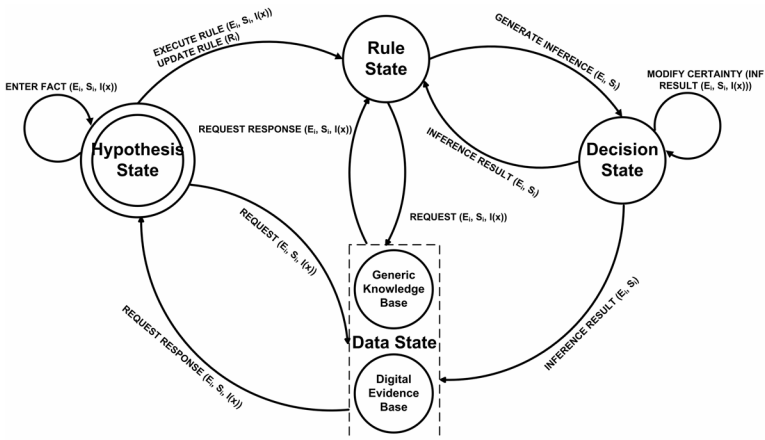 EXECUTE RULE (Eᵢ, Sᵢ, I(x))
UPDATE RULE (Rᵢ)
Rule
State
GENERATE INFERENCE (Eᵢ, Sᵢ)
ENTER FACT (Eᵢ, Sᵢ, I(x))
MODIFY CERTAINTY (INF
RESULT (Eᵢ, Sᵢ, I(x)))
REQUEST RESPONSE (Eᵢ, Sᵢ, I(x))
INFERENCE RESULT (Eᵢ, Sᵢ)
Hypothesis
State
Decision
State
REQUEST (Eᵢ, Sᵢ, I(x))
REQUEST (Eᵢ, Sᵢ, I(x))
Generic
Knowledge
Base
Data State
Digital
Evidence
Base
REQUEST RESPONSE (Eᵢ, Sᵢ, I(x))
INFERENCE RESULT (Eᵢ, Sᵢ)